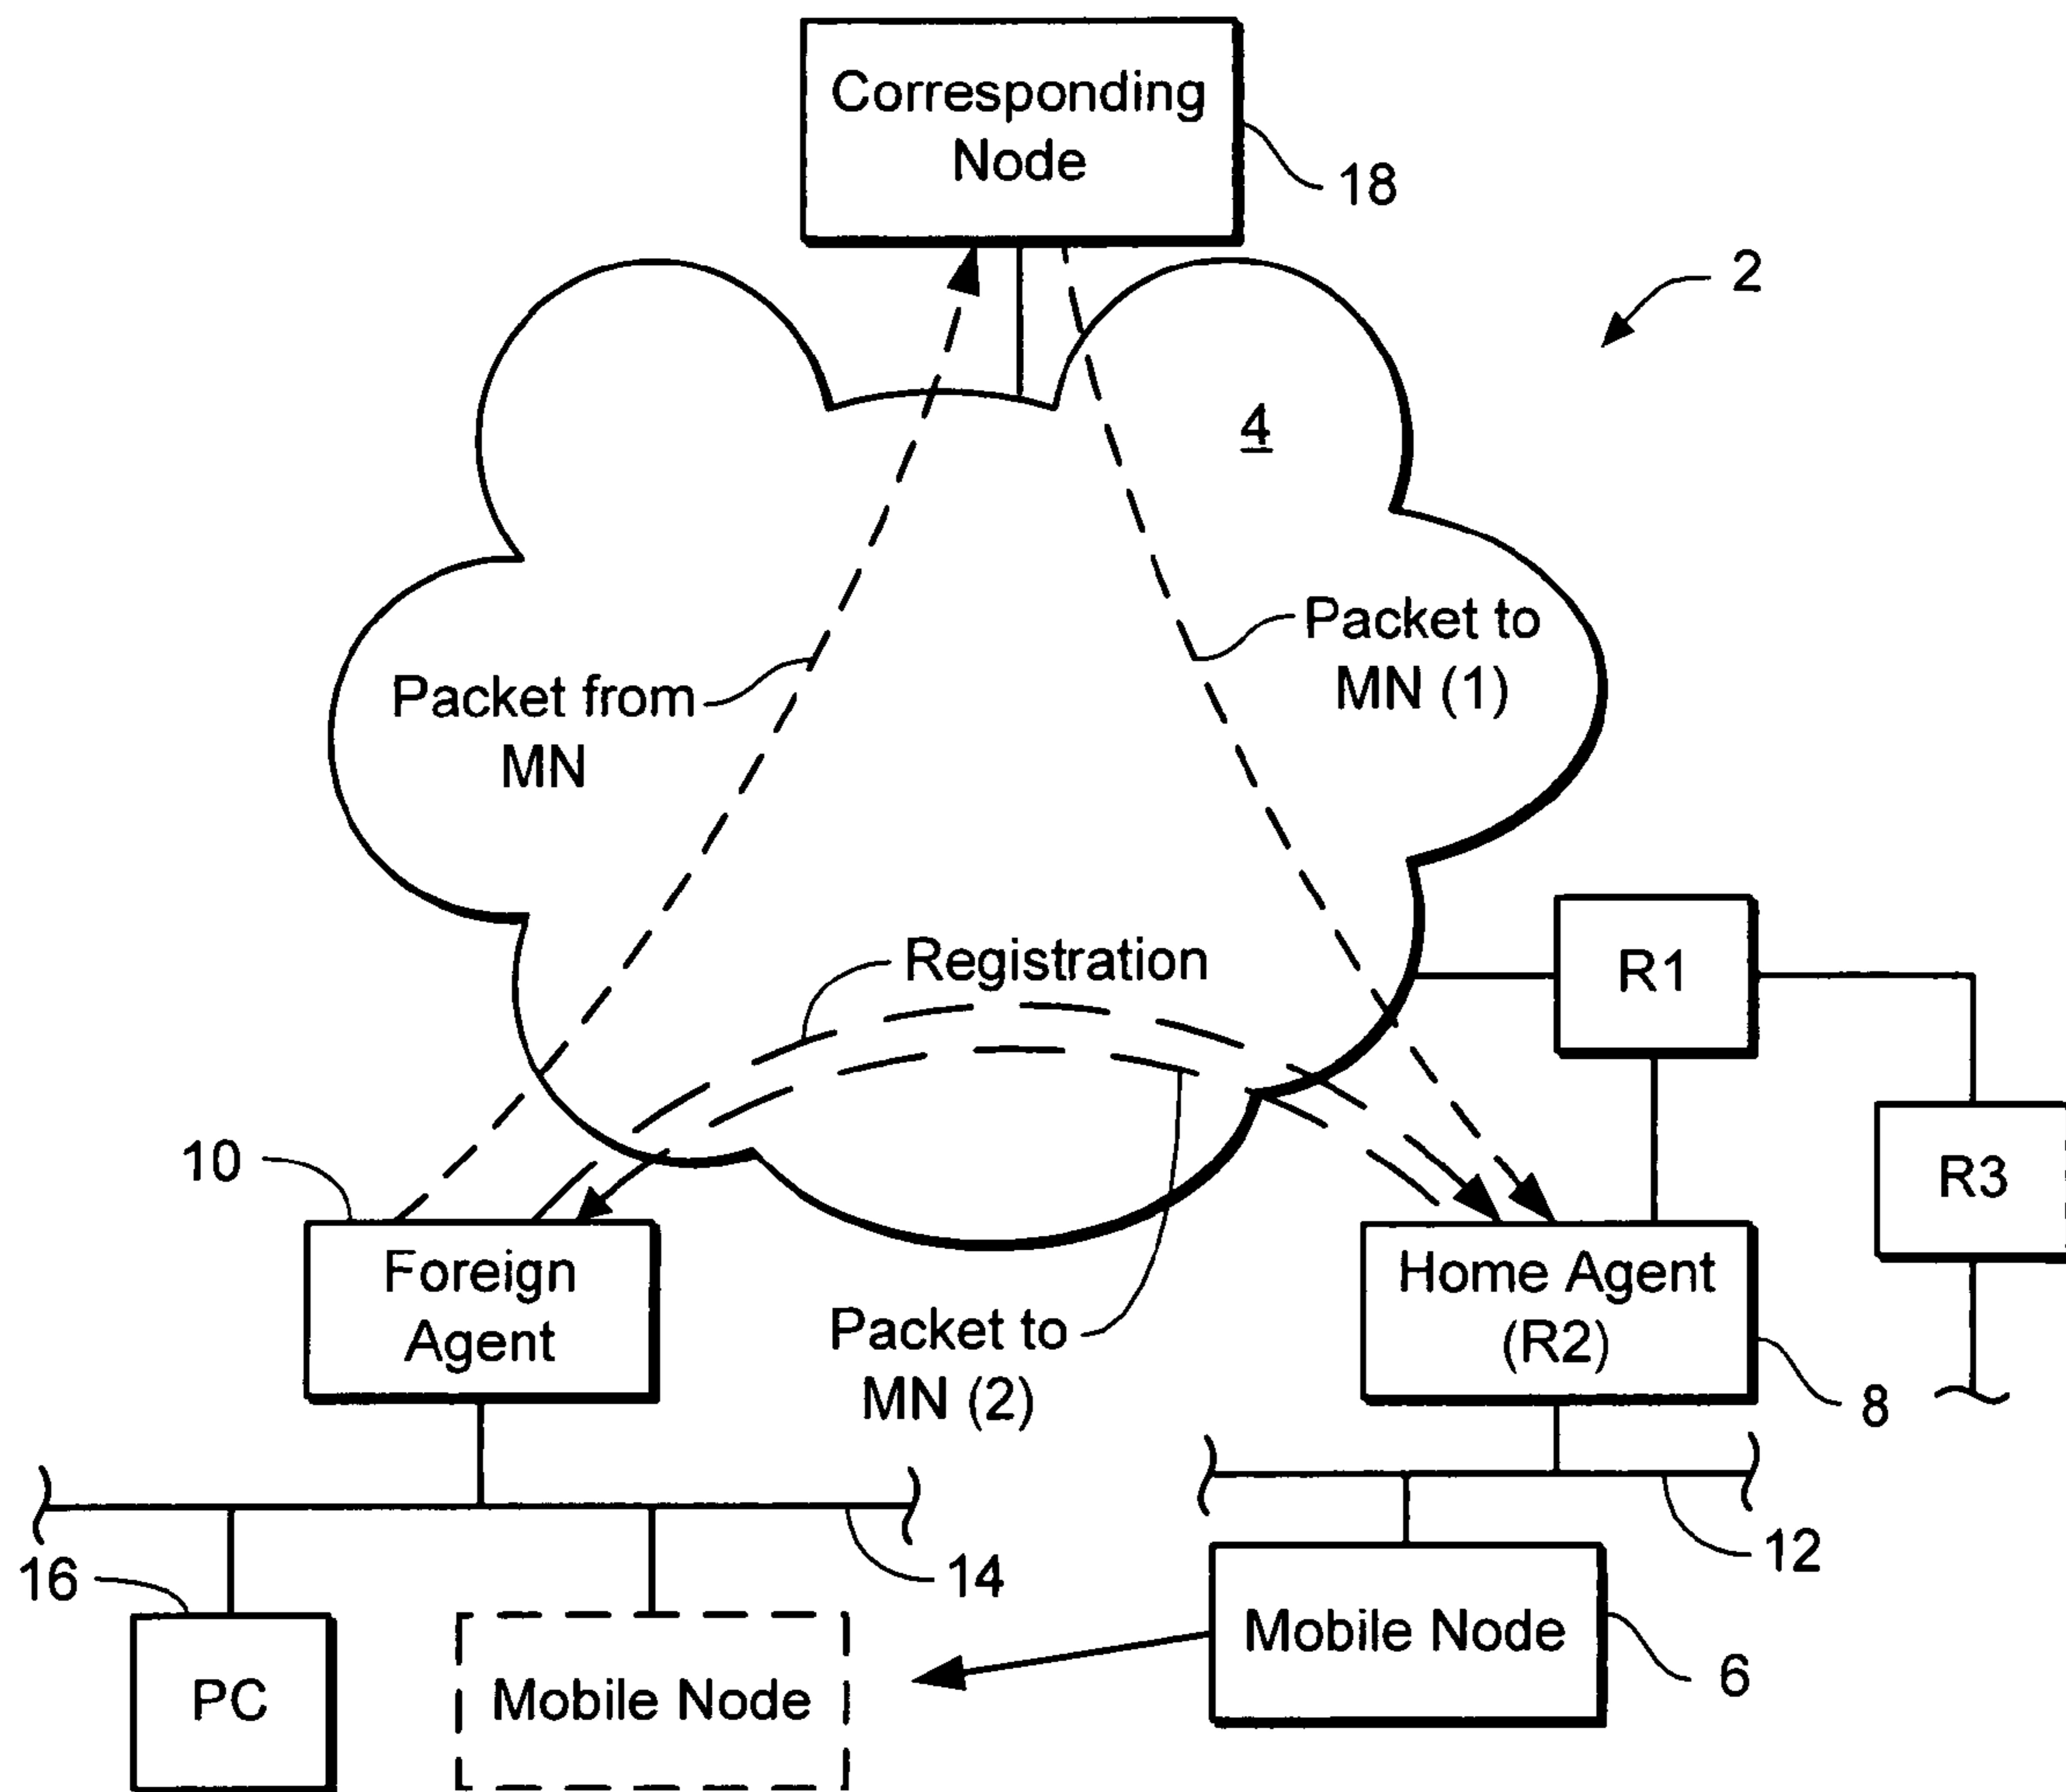 Corresponding
Node
18
2
4
Packet to
MN (1)
Packet from
MN
Registration
R1
10
R3
Foreign
Agent
Home Agent
(R2)
Packet to
MN (2)
8
12
16
14
Mobile Node
6
PC
Mobile Node